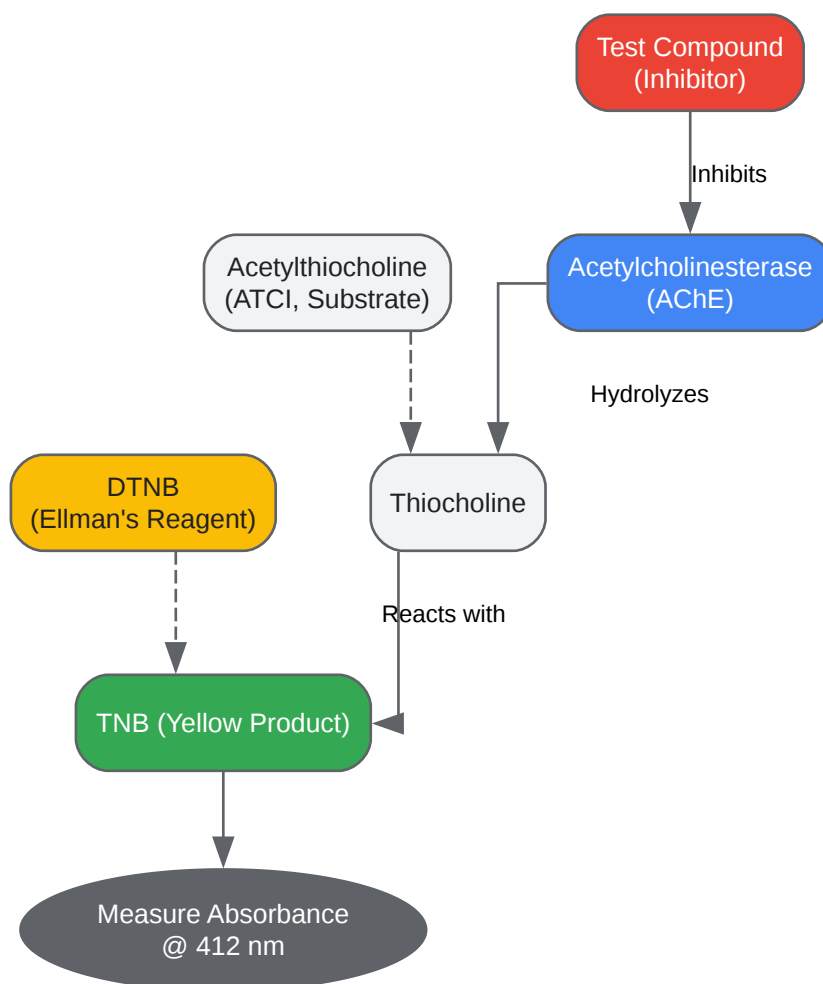 Test Compound
(Inhibitor)
Inhibits
Acetylthiocholine
(ATCI, Substrate)
Acetylcholinesterase
(AChE)
Hydrolyzes
DTNB
(Ellman's Reagent)
Thiocholine
Reacts with
TNB (Yellow Product)
Measure Absorbance
@ 412 nm